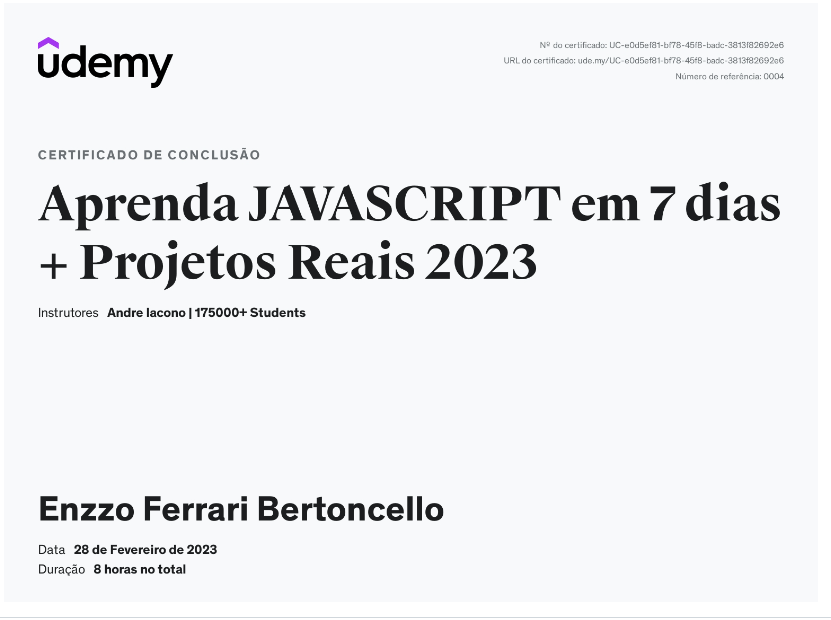 udemy
Nº do certificado: UC-e0d5ef81-bf78-45f8-badc-3813f82692e6
URL do certificado: ude.my/UC-e0d5ef81-bf78-45f8-badc-3813f82692e6
Número de referência: 0004
CERTIFICADO DE CONCLUSÃO
Aprenda JAVASCRIPT em 7 dias
+ Projetos Reais 2023
Instrutores Andre Iacono | 175000+ Students
Enzzo Ferrari Bertoncello
Data 28 de Fevereiro de 2023
Duração 8 horas no total